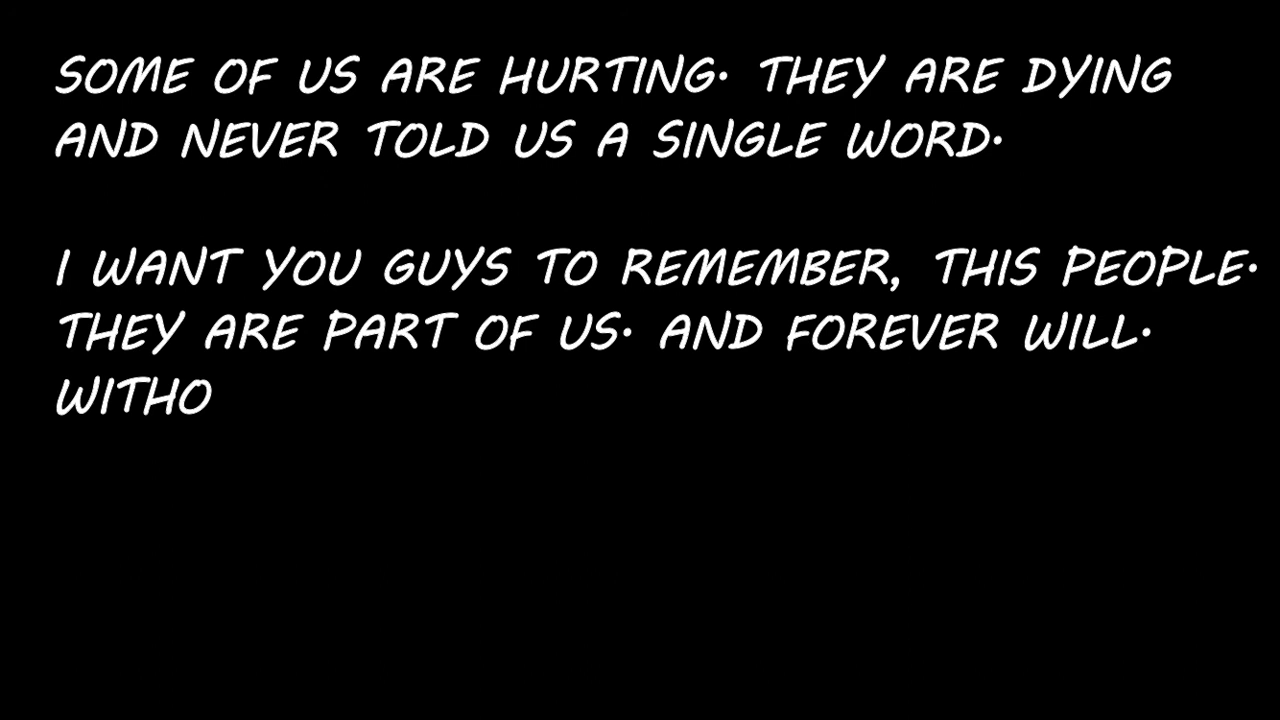 SOME OF US ARE HURTING. THEY ARE DYING
AND NEVER TOLD US A SINGLE WORD.
I WANT YOU GUYS TO REMEMBER, THIS PEOPLE.
THEY ARE PART OF US. AND FOREVER WILL.
WITHO